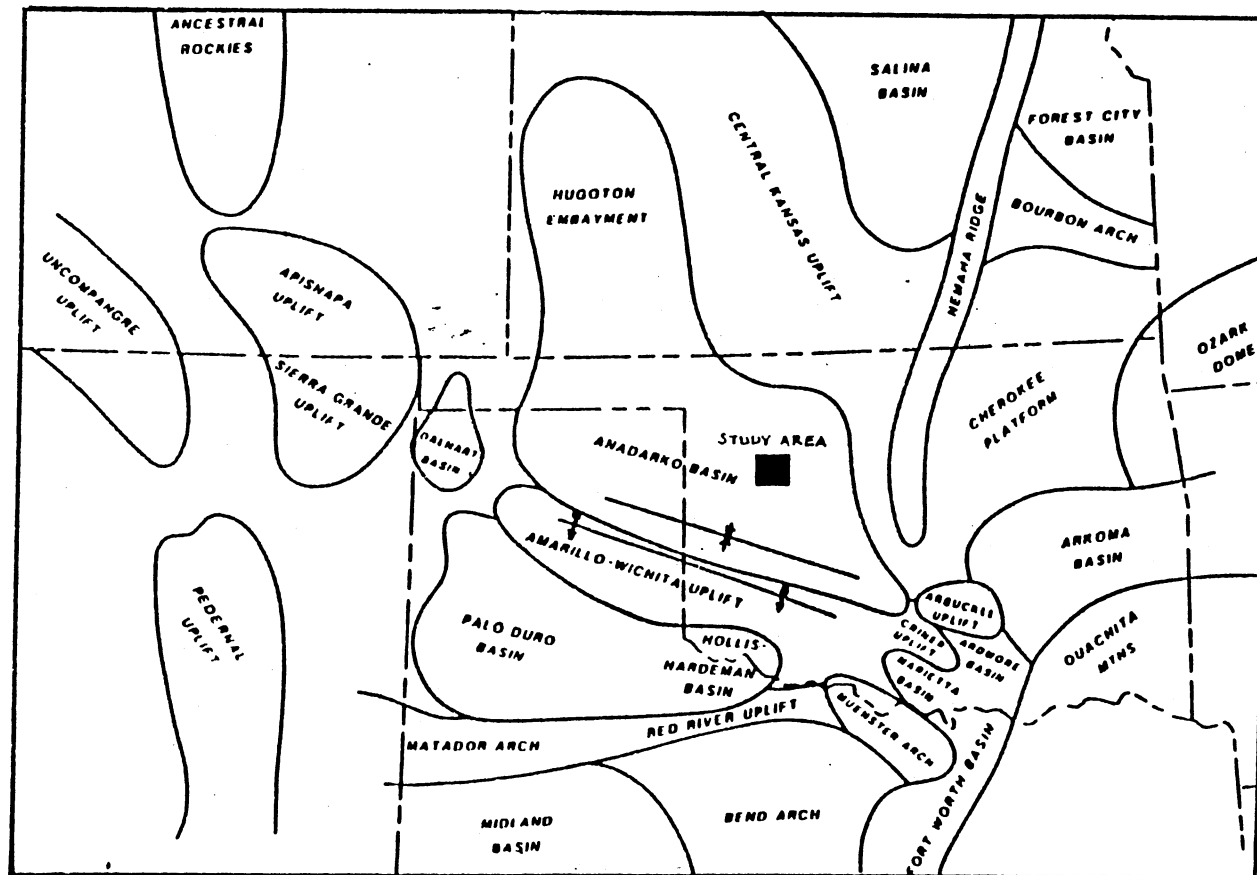 ANCESTRAL
ROCKIES
SALINA
BASIN
FOREST CITY
BASIN
CENTRAL KANSAS UPLIFT
HUGOTON
EMBAYMENT
NEMAHA RIDGE
BOURBON ARCH
UNCOMPANGRE
UPLIFT
APISHAPA
UPLIFT
SIERRA GRANDE
UPLIFT
OZARK
DOME
CHEROKEE
PLATFORM
DALHART
BASIN
ANADARKO BASIN
STUDY AREA
AMARILLO-WICHITA UPLIFT
ARKOMA
BASIN
PEDERNAL
UPLIFT
PALO DURO
BASIN
HOLLIS-
HARDEMAN
BASIN
ARBUCKLE
UPLIFT
CRINER
UPLIFT
ARDMORE
BASIN
MARIETTA
BASIN
OUACHITA
MTNS
RED RIVER UPLIFT
MUENSTER ARCH
MATADOR ARCH
MIDLAND
BASIN
BEND ARCH
FORT WORTH BASIN